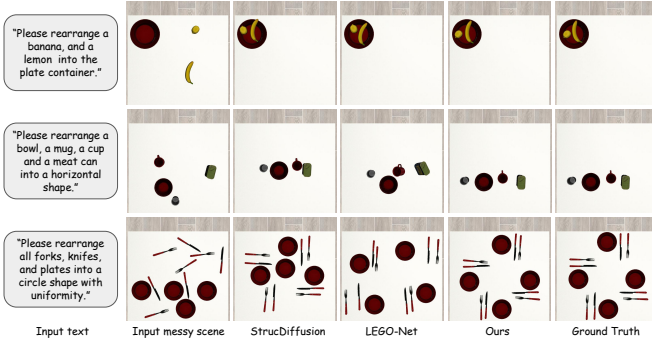 "Please rearrange a
banana, and a
lemon into the
plate container."
"Please rearrange a
bowl, a mug, a cup
and a meat can
into a horizontal
shape."
"Please rearrange
all forks, knifes,
and plates into a
circle shape with
uniformity."
Input text
Input messy scene
StrucDiffusion
LEGO-Net
Ours
Ground Truth